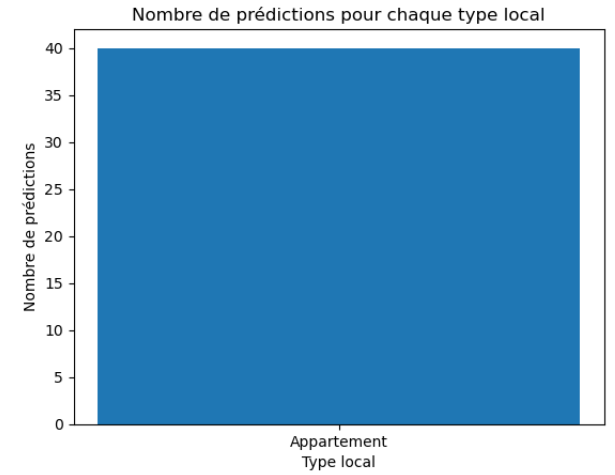 Nombre de prédictions pour chaque type local
Nombre de prédictions
40
35
30
25
20
15
10
5
0
Appartement
Type local